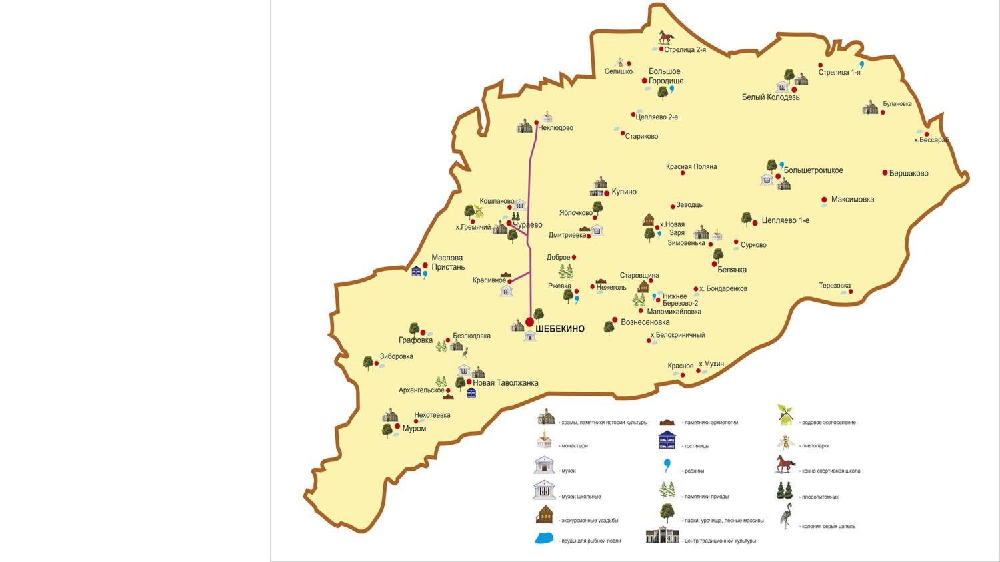 Стрелица 2-я
Селишко
Большое
Городище
Стрелица 1-я
Белый Колодезь
Булановка
Цепляево 2-е
Неклюдово
Стариково
х.Бессараб
Красная Поляна
Большетроицкое
Бершаково
Купино
Кошлаково
Заводцы
Максимовка
Яблочково
Цепляево 1-е
х.Гремячий
Чураево
х.Новая
Заря
Дмитриевка
Зимовенька
Сурково
Маслова
Пристань
Доброе
Белянка
Крапивное
Старовщина
Ржевка
Нежеголь
х. Бондаренков
Терезовка
Нижнее
Березово-2
Маломихайловка
ШЕБЕКИНО
Вознесеновка
Графовка
Безлюдовка
х.Белокриничный
Зиборовка
Красное
х.Мухин
Новая Таволжанка
Архангельское
Нехотеевка
Муром
- храмы, памятники истории культуры
- монастыри
- музеи
- музеи школьные
- экскурсионные усадьбы
- пруды для рыбной ловли
- памятники археологии
- гостиницы
- родники
- памятники приоды
- парки, урочища, лесные массивы
- центр традиционной культуры
- родовое экопоселение
- пчелопарки
- конно спортивная школа
- плодопитомник
- колония серых цапель